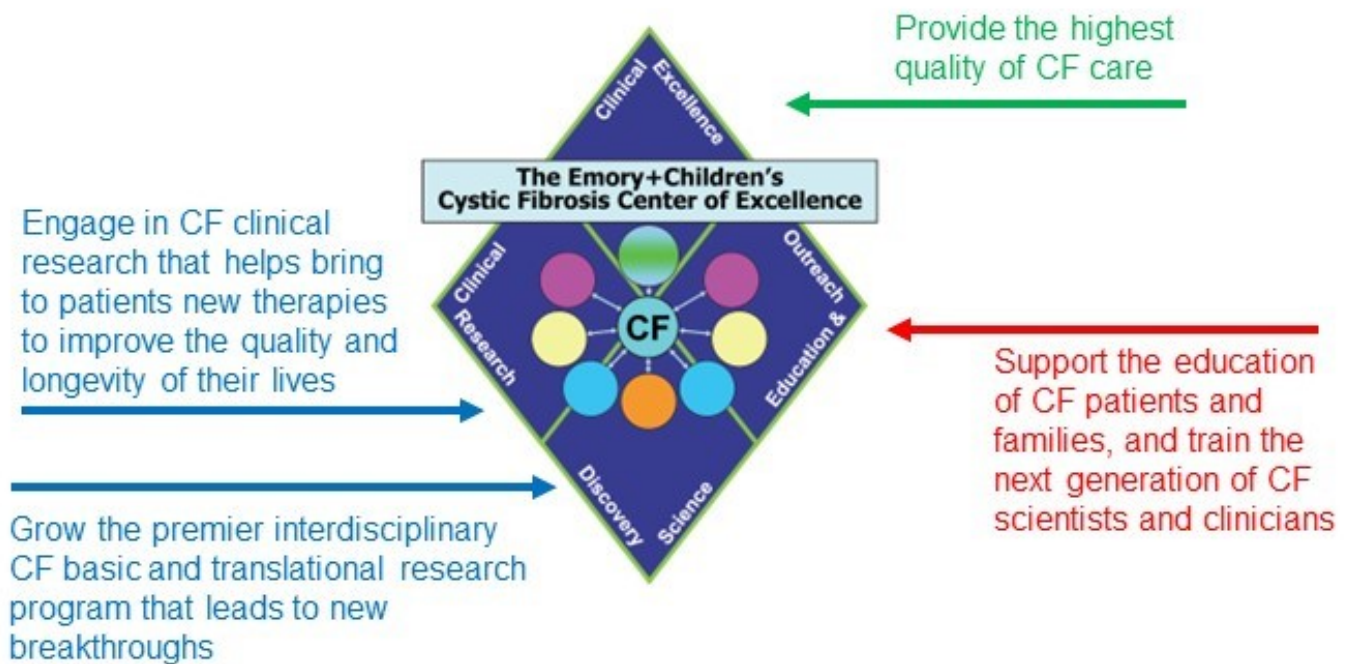 Provide the highest
quality of CF care
Clinical
Excellence
The Emory+Children's
Cystic Fibrosis Center of Excellence
Engage in CF clinical
research that helps bring
to patients new therapies
to improve the quality and
longevity of their lives
Clinical
Research
Outreach
Education &
CF
Support the education
of CF patients and
families, and train the
next generation of CF
scientists and clinicians
Discovery
Science
Grow the premier interdisciplinary
CF basic and translational research
program that leads to new
breakthroughs